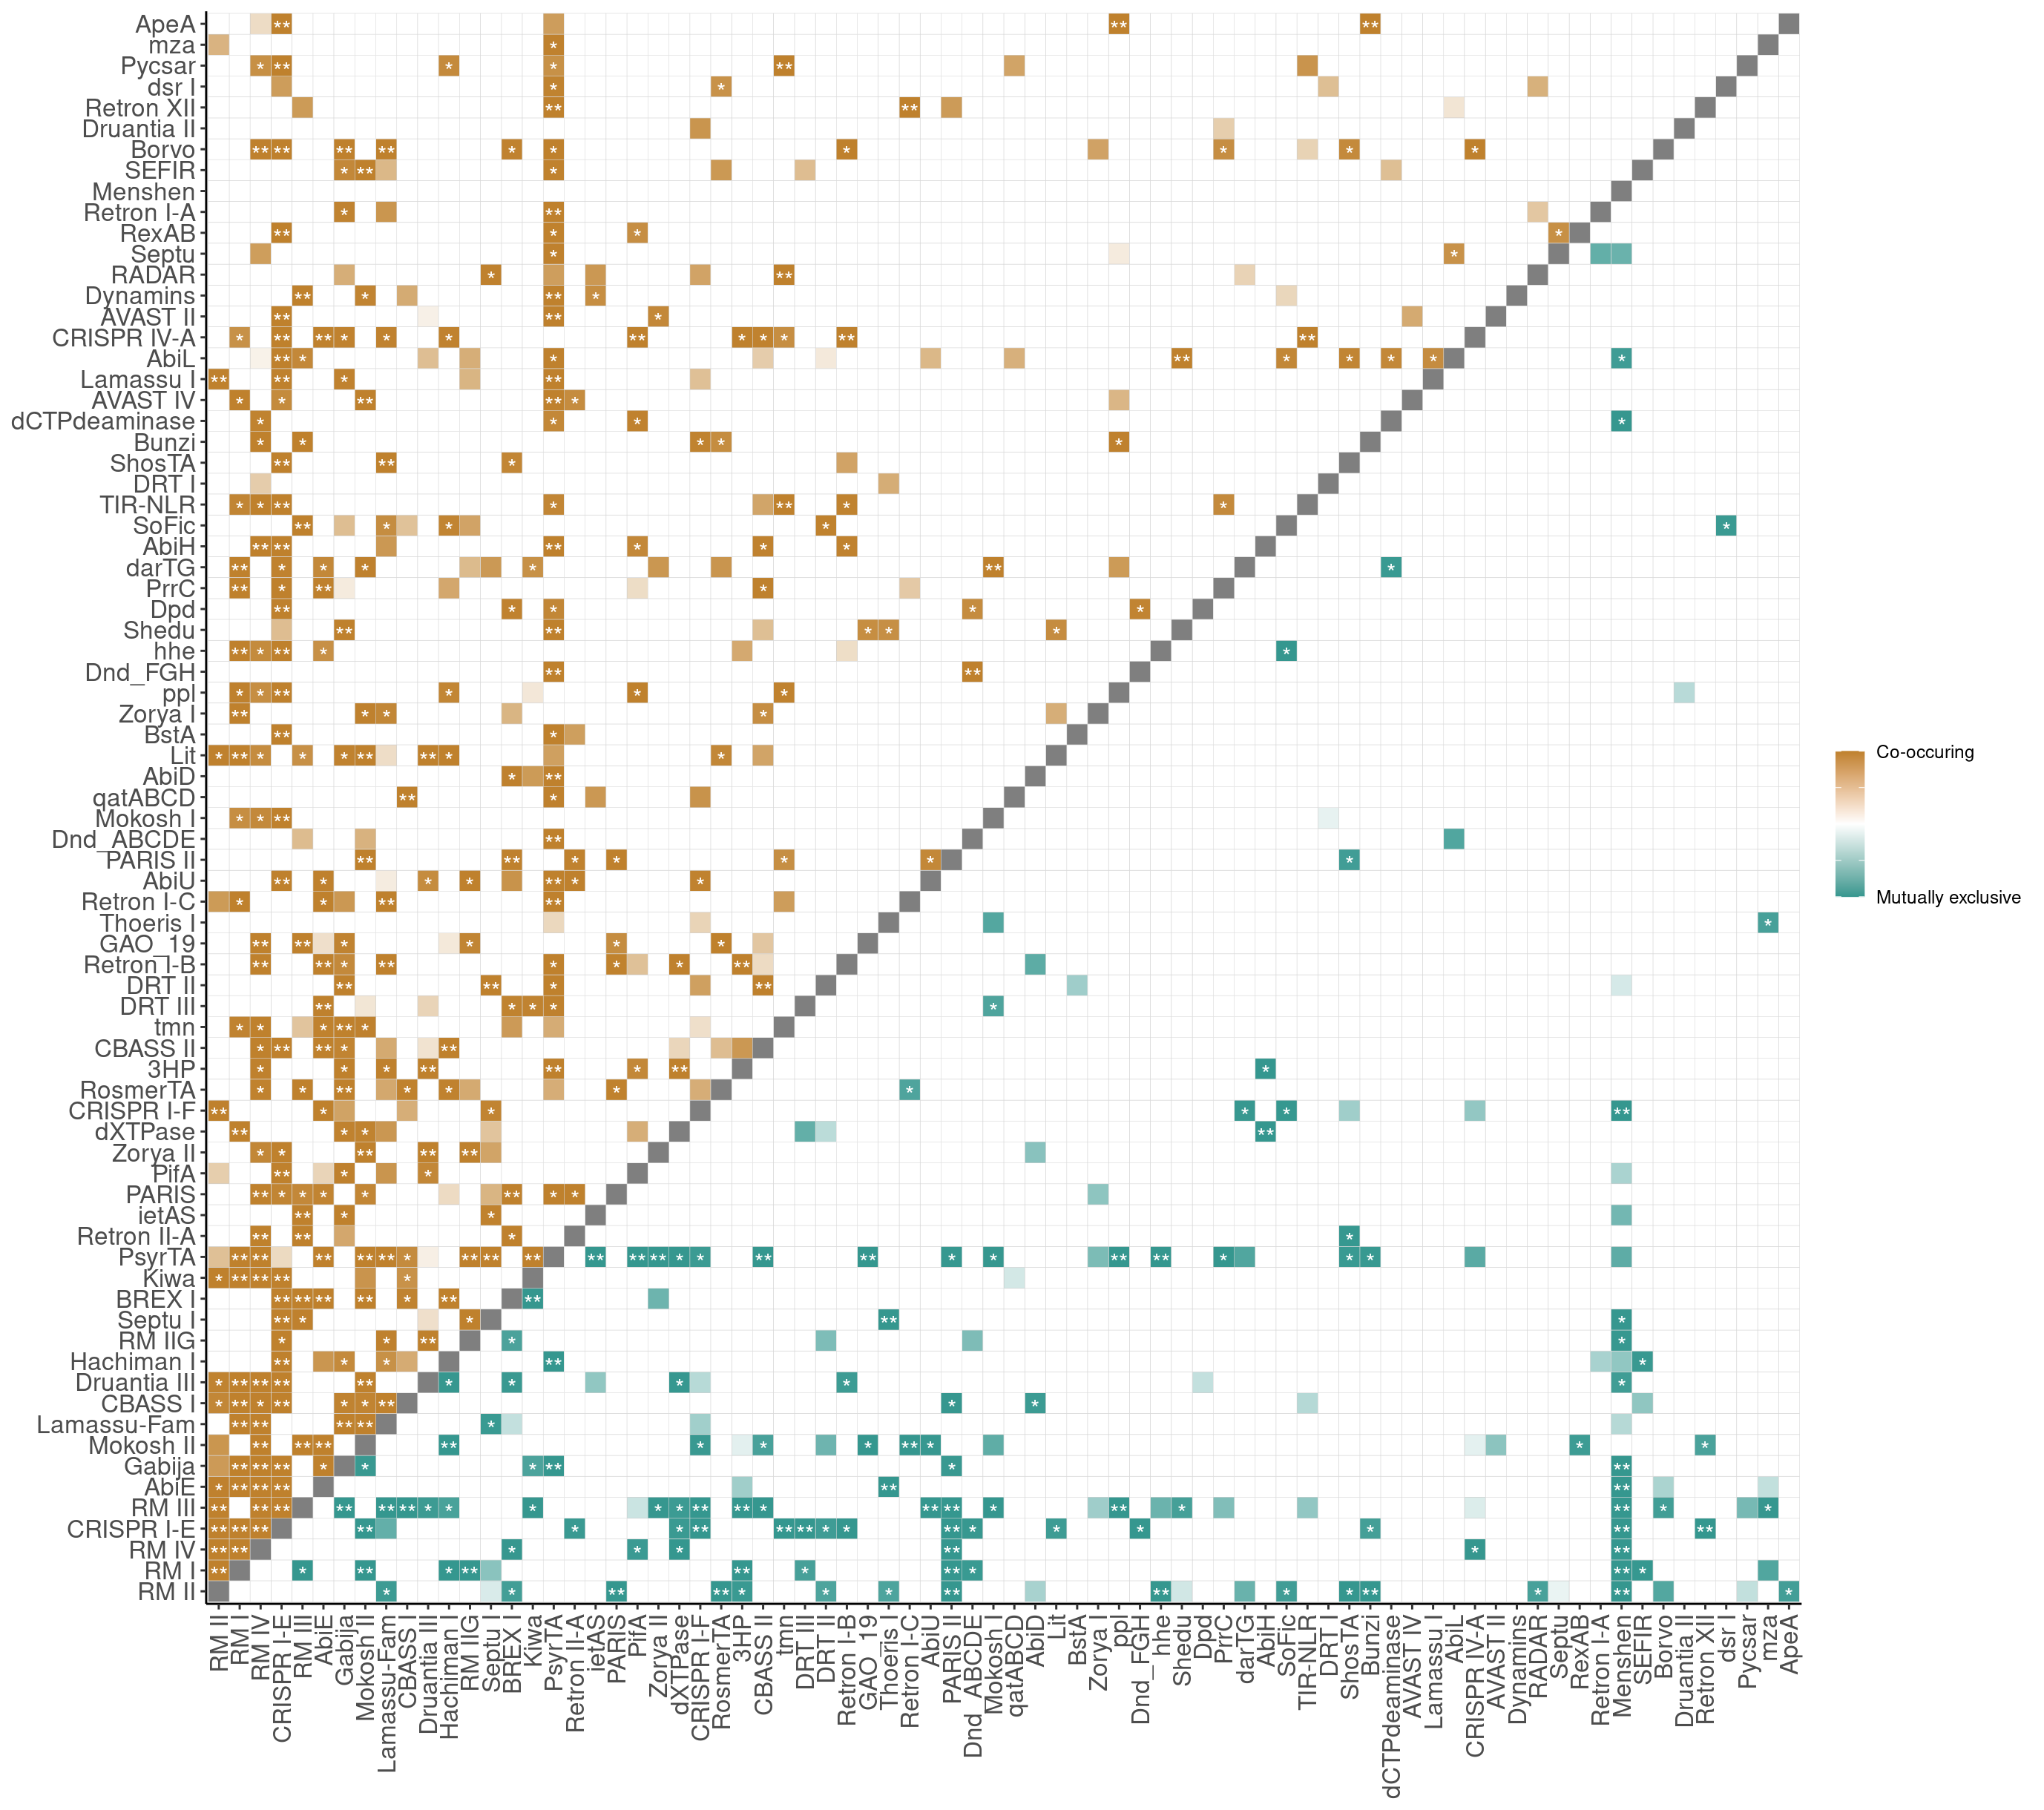 ApeA
mza
Pycsar
dsr I
Retron XII
Druantia II
Borvo
SEFIR
Menshen
Retron I-A
RexAB
Septu
RADAR
Dynamins
AVAST II
CRISPR IV-A
AbiL
Lamassu I
AVAST IV
dCTPdeaminase
Bunzi
ShosTA
DRT I
TIR-NLR
SoFic
AbiH
darTG
PrrC
Dpd
Shedu
hhe
Dnd_FGH
ppl
Zorya I
BstA
Lit
AbiD
qatABCD
Mokosh I
Dnd_ABCDE
PARIS II
AbiU
Retron I-C
Thoeris I
GAO_19
Retron I-B
DRT II
DRT III
tmn
CBASS II
3HP
RosmerTA
CRISPR I-F
dXTPase
Zorya II
PifA
PARIS
ietAS
Retron II-A
PsyrTA
Kiwa
BREX I
Septu I
RM IIG
Hachiman I
Druantia III
CBASS I
Lamassu-Fam
Mokosh II
Gabija
AbiE
RM III
CRISPR I-E
RM IV
RM I
RM II
Co-occuring
Mutually exclusive
RM II
RM I
RM IV
CRISPR I-E
RM III
AbiE
Gabija
Mokosh II
Lamassu-Fam
CBASS I
Druantia III
Hachiman I
RM IIG
Septu I
BREX I
Kiwa
PsyrTA
Retron II-A
ietAS
PARIS
PifA
Zorya II
dXTPase
CRISPR I-F
RosmerTA
3HP
CBASS II
tmn
DRT III
DRT II
Retron I-B
GAO_19
Thoeris I
Retron I-C
AbiU
PARIS II
Dnd_ABCDE
Mokosh I
qatABCD
AbiD
Lit
BstA
Zorya I
ppl
Dnd_FGH
hhe
Shedu
Dpd
PrrC
darTG
AbiH
SoFic
TIR-NLR
DRT I
ShosTA
Bunzi
dCTPdeaminase
AVAST IV
Lamassu I
AbiL
CRISPR IV-A
AVAST II
Dynamins
RADAR
Septu
RexAB
Retron I-A
Menshen
SEFIR
Borvo
Druantia II
Retron XII
dsr I
Pycsar
mza
ApeA